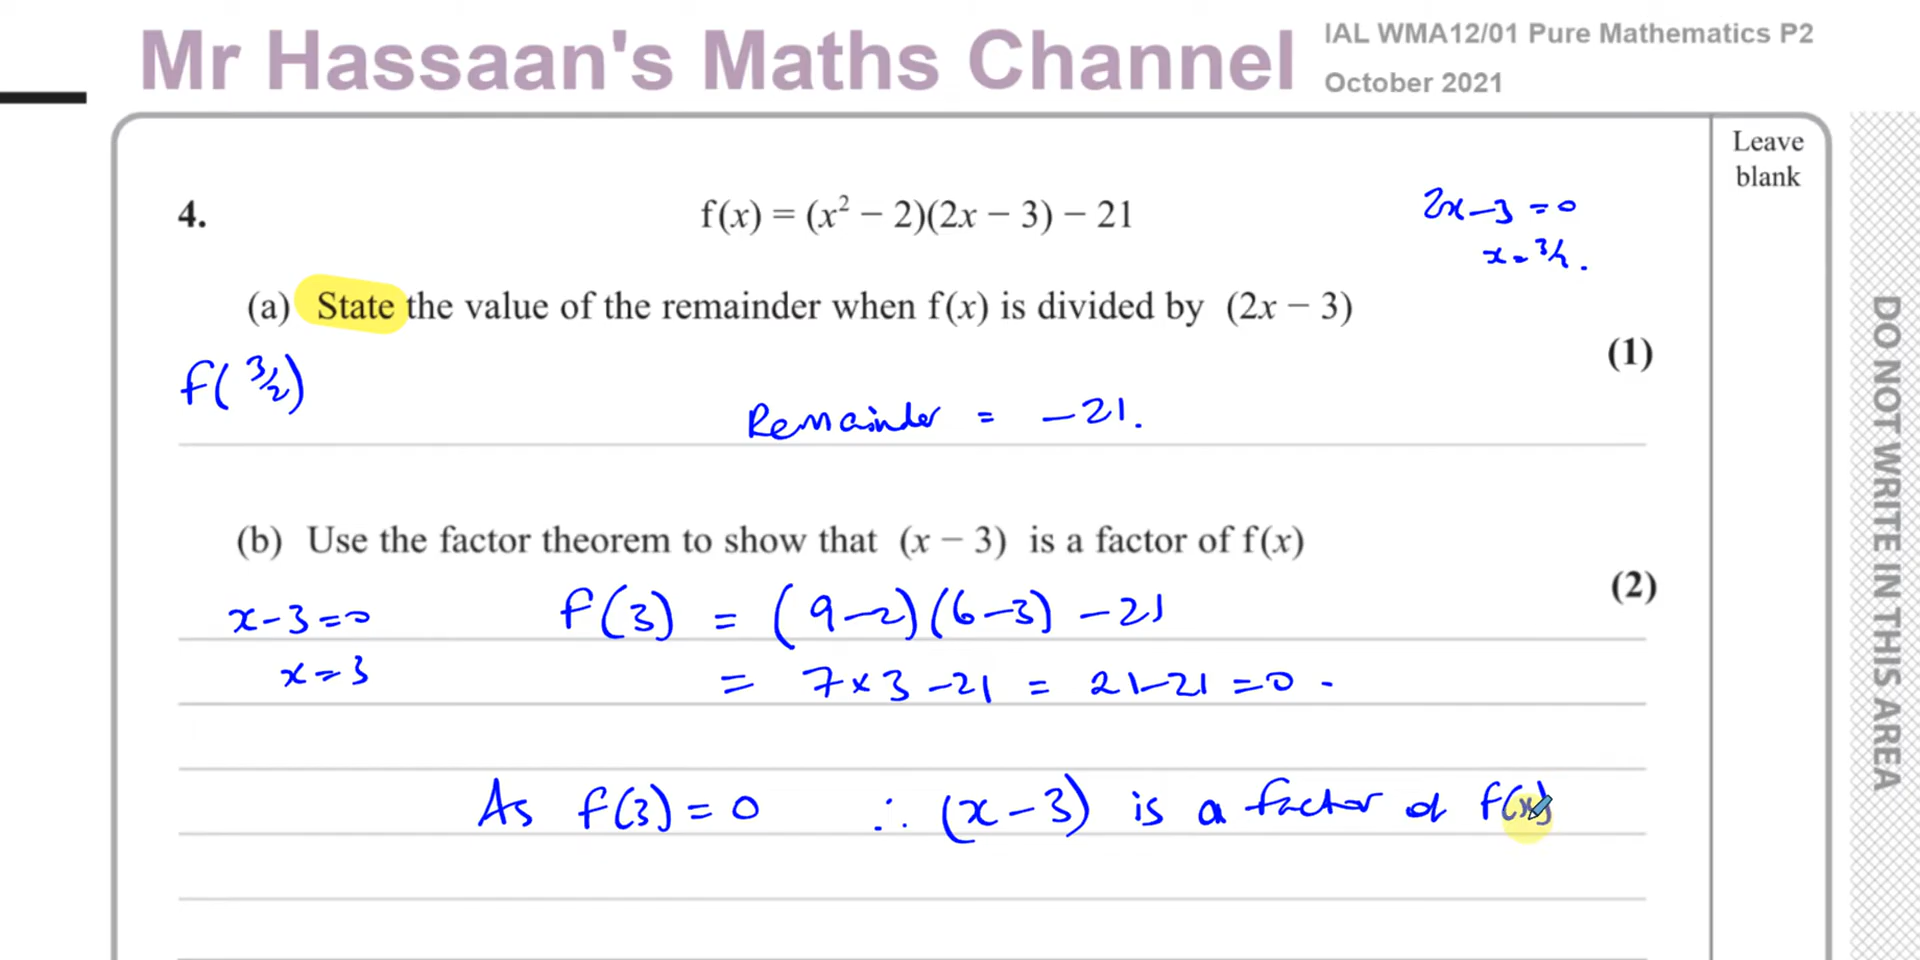 Mr Hassaan's Maths Channel
IAL WMA12/01 Pure Mathematics P2
October 2021
Leave
blank
4. f(x) = (x² − 2)(2x − 3) − 21
2x − 3 = 0
x = 3/2.
(a) State the value of the remainder when f(x) is divided by (2x − 3)
(1)
f(3/2)
Remainder = −21.
(b) Use the factor theorem to show that (x − 3) is a factor of f(x)
(2)
x − 3 = 0
x = 3
f(3) = (9 − 2)(6 − 3) − 21
= 7 × 3 − 21 = 21 − 21 = 0.
As f(3) = 0 ∴ (x − 3) is a factor of f(x)
DO NOT WRITE IN THIS AREA